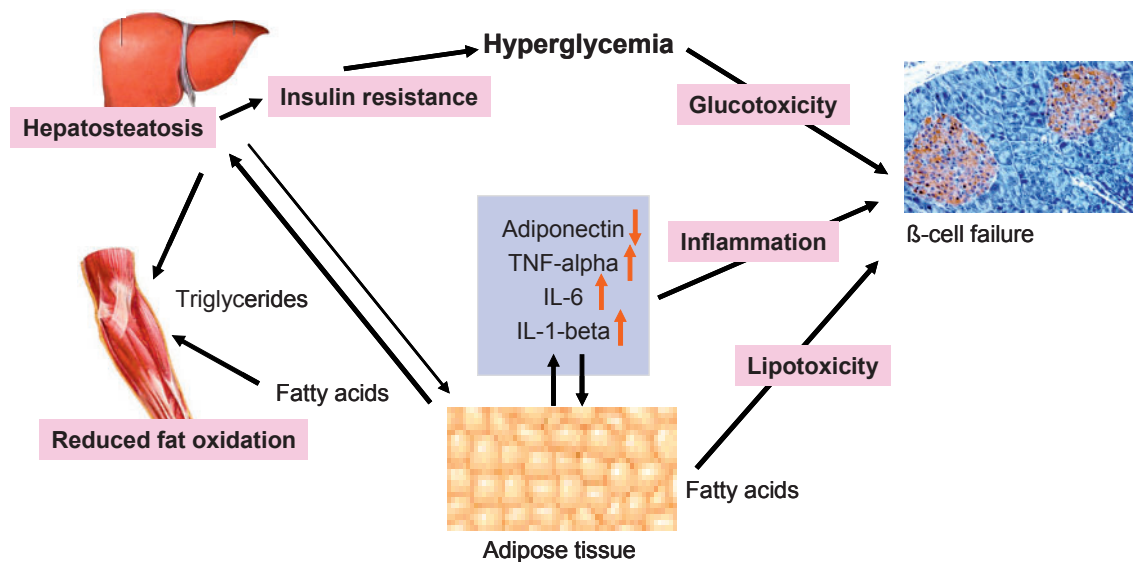 Hyperglycemia
Insulin resistance
Hepatosteatosis
Glucotoxicity
ß-cell failure
Adiponectin
TNF-alpha
IL-6
IL-1-beta
Inflammation
Triglycerides
Lipotoxicity
Fatty acids
Reduced fat oxidation
Fatty acids
Adipose tissue